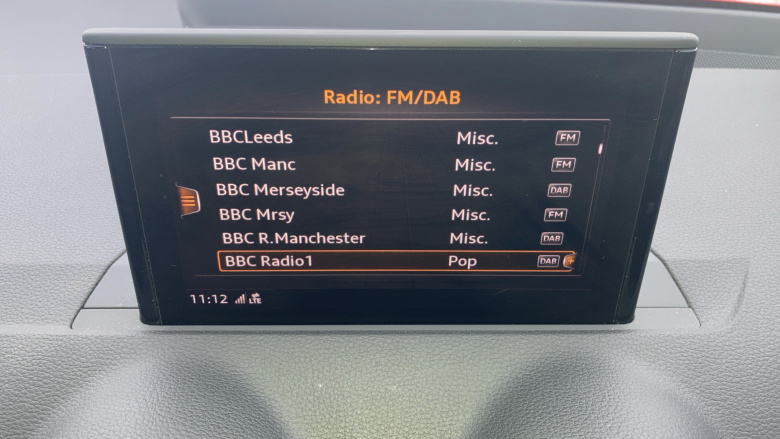 Radio: FM/DAB
BBCLeeds Misc. FM
BBC Manc Misc. FM
BBC Merseyside Misc. DAB
BBC Mrsy Misc. FM
BBC R.Manchester Misc. DAB
BBC Radio1 Pop DAB
11:12 LTE